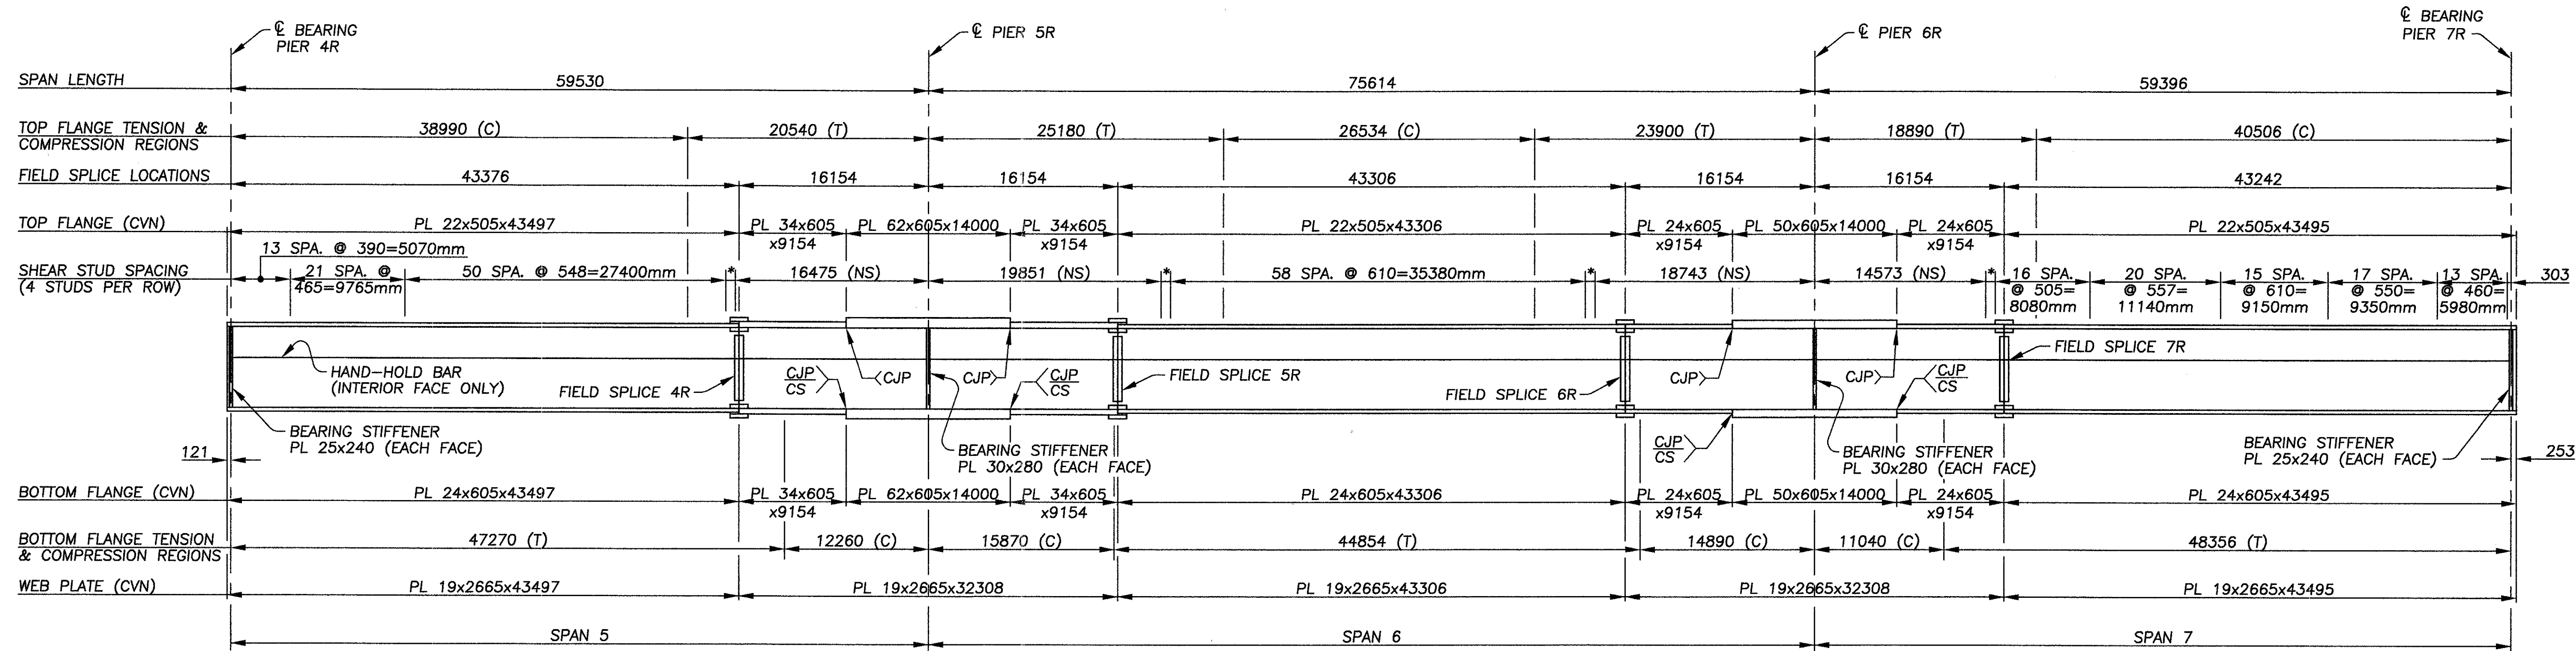 ℄ BEARING
PIER 4R
℄ PIER 5R
℄ PIER 6R
℄ BEARING
PIER 7R
SPAN LENGTH
59530
75614
59396
TOP FLANGE TENSION &
COMPRESSION REGIONS
38990 (C)
20540 (T)
25180 (T)
26534 (C)
23900 (T)
18890 (T)
40506 (C)
FIELD SPLICE LOCATIONS
43376
16154
16154
43306
16154
16154
43242
TOP FLANGE (CVN)
PL 22x505x43497
PL 34x605
x9154
PL 62x605x14000
PL 34x605
x9154
PL 22x505x43306
PL 24x605
x9154
PL 50x605x14000
PL 24x605
x9154
PL 22x505x43495
SHEAR STUD SPACING
(4 STUDS PER ROW)
13 SPA. @ 390=5070mm
21 SPA. @
465=9765mm
50 SPA. @ 548=27400mm
*
16475 (NS)
19851 (NS)
*
58 SPA. @ 610=35380mm
*
18743 (NS)
14573 (NS)
*
16 SPA.
@ 505=
8080mm
20 SPA.
@ 557=
11140mm
15 SPA.
@ 610=
9150mm
17 SPA.
@ 550=
9350mm
13 SPA.
@ 460=
5980mm
303
HAND-HOLD BAR
(INTERIOR FACE ONLY)
FIELD SPLICE 4R
CJP
CS
CJP
CJP
CJP
CS
FIELD SPLICE 5R
FIELD SPLICE 6R
CJP
CJP
CJP
CS
FIELD SPLICE 7R
121
BEARING STIFFENER
PL 25x240 (EACH FACE)
BEARING STIFFENER
PL 30x280 (EACH FACE)
CJP
CS
BEARING STIFFENER
PL 30x280 (EACH FACE)
BEARING STIFFENER
PL 25x240 (EACH FACE)
253
BOTTOM FLANGE (CVN)
PL 24x605x43497
PL 34x605
x9154
PL 62x605x14000
PL 34x605
x9154
PL 24x605x43306
PL 24x605
x9154
PL 50x605x14000
PL 24x605
x9154
PL 24x605x43495
BOTTOM FLANGE TENSION
& COMPRESSION REGIONS
47270 (T)
12260 (C)
15870 (C)
44854 (T)
14890 (C)
11040 (C)
48356 (T)
WEB PLATE (CVN)
PL 19x2665x43497
PL 19x2665x32308
PL 19x2665x43306
PL 19x2665x32308
PL 19x2665x43495
SPAN 5
SPAN 6
SPAN 7